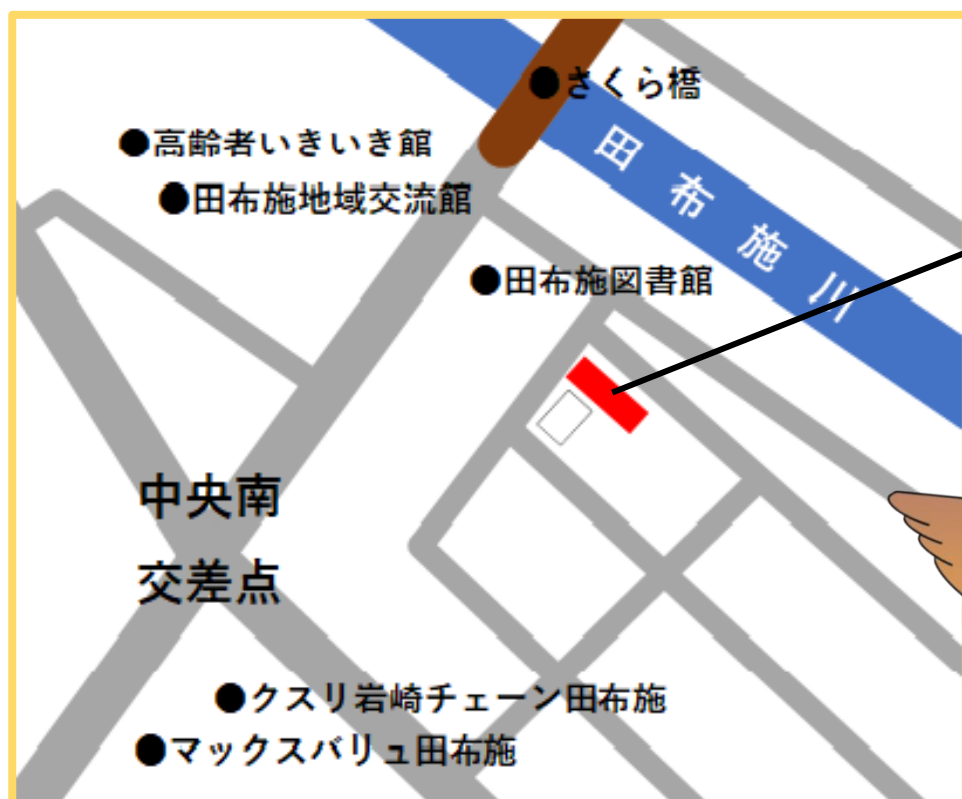 ●さくら橋
●高齢者いきいき館
田布施川
●田布施地域交流館
●田布施図書館
中央南
交差点
●クスリ岩崎チェーン田布施
●マックスバリュ田布施